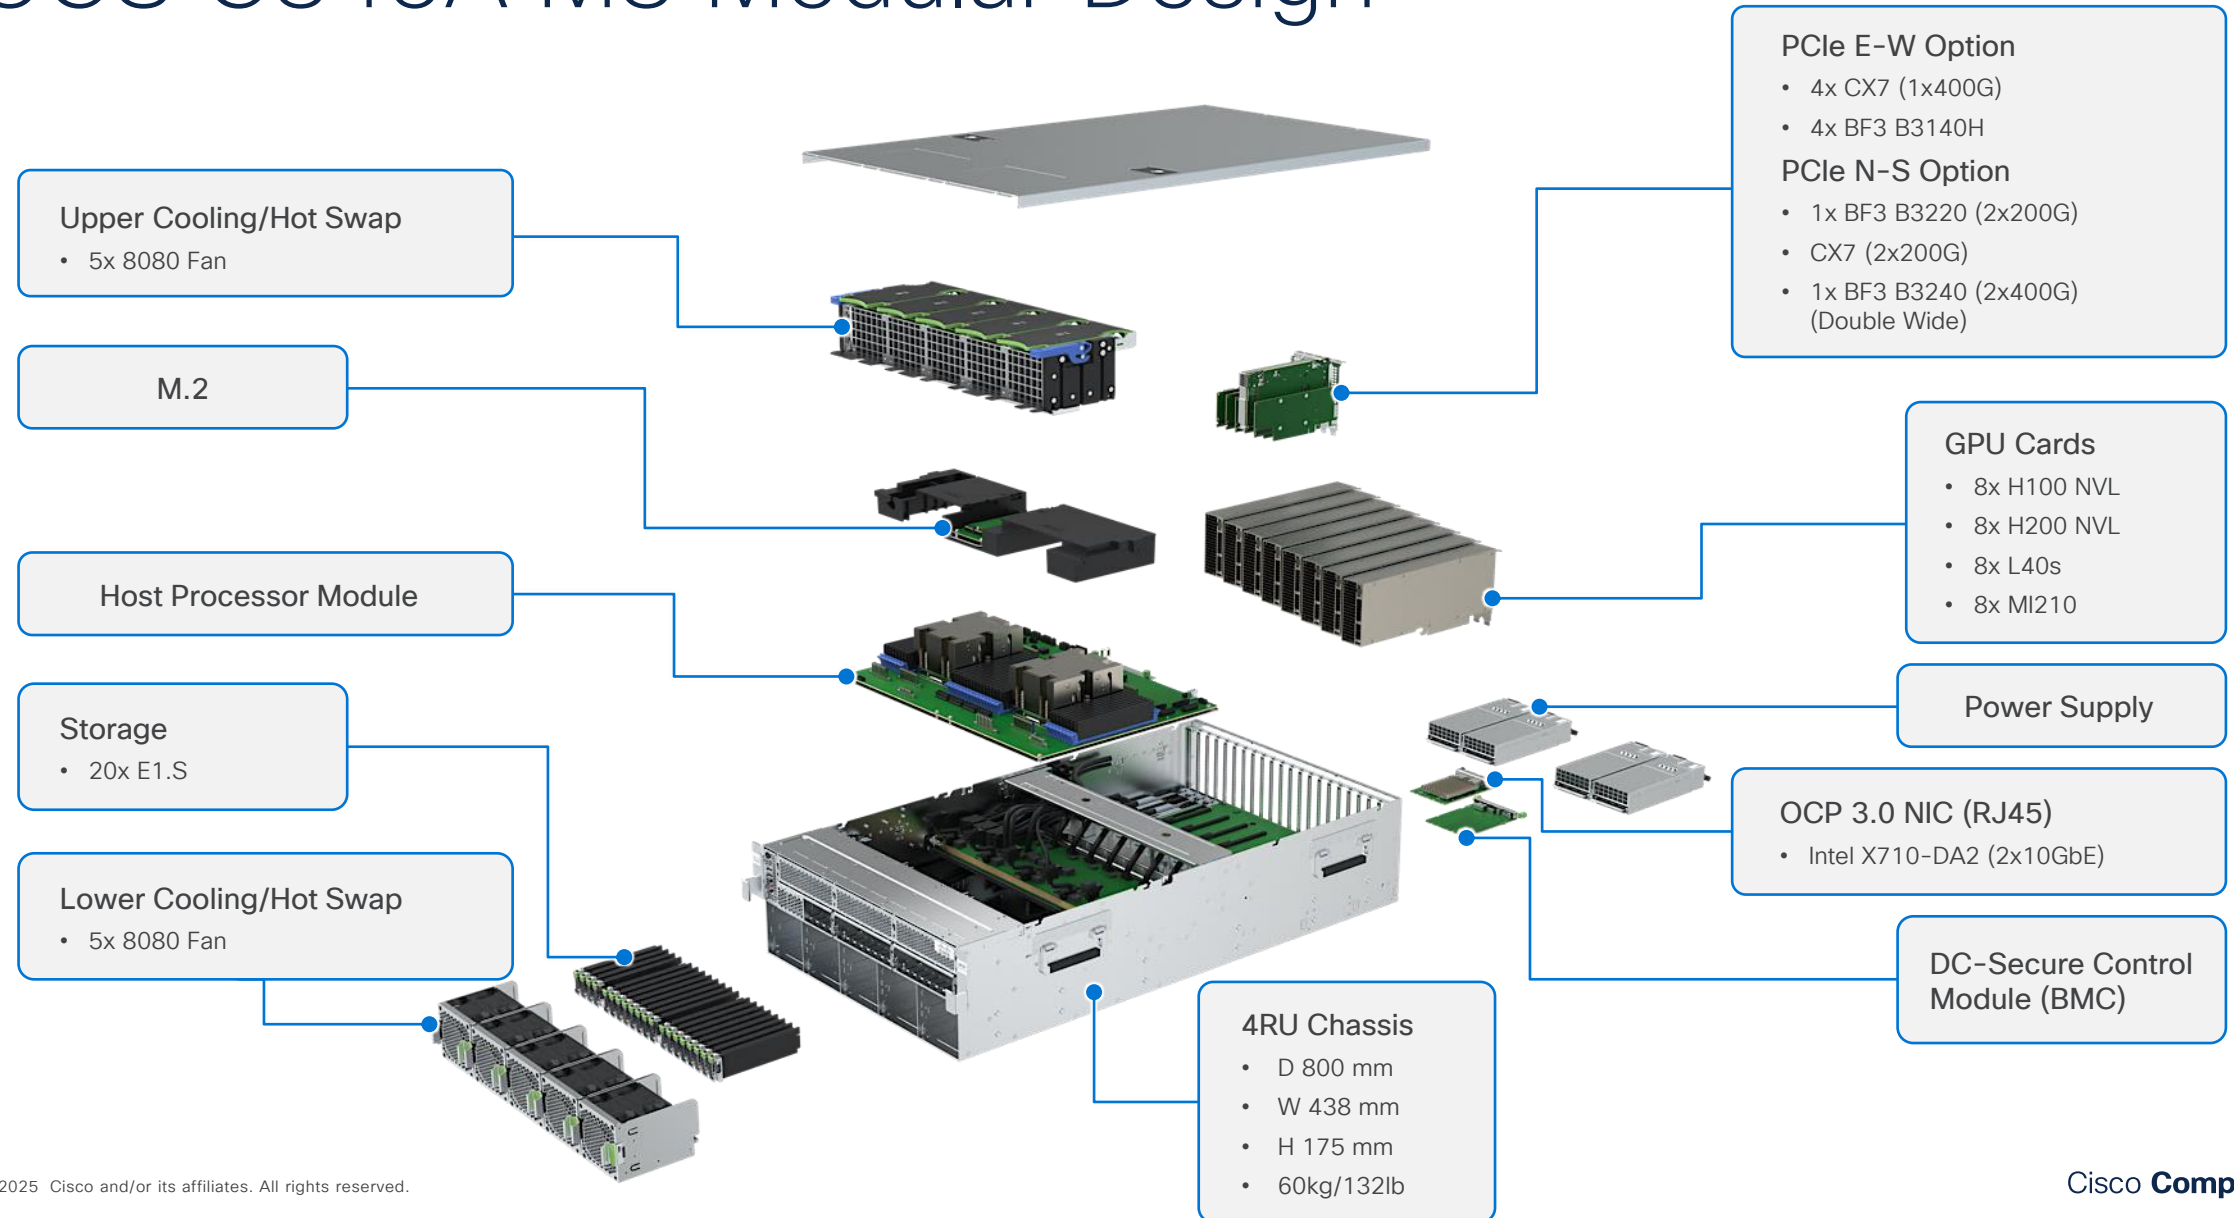 Modular Design
PCIe E-W Option
• 4x CX7 (1x400G)
• 4x BF3 B3140H
PCIe N-S Option
• 1x BF3 B3220 (2x200G)
• CX7 (2x200G)
• 1x BF3 B3240 (2x400G)
(Double Wide)
Upper Cooling/Hot Swap
• 5x 8080 Fan
M.2
GPU Cards
• 8x H100 NVL
• 8x H200 NVL
• 8x L40s
• 8x MI210
Host Processor Module
Power Supply
Storage
• 20x E1.S
OCP 3.0 NIC (RJ45)
• Intel X710-DA2 (2x10GbE)
Lower Cooling/Hot Swap
• 5x 8080 Fan
DC-Secure Control
Module (BMC)
4RU Chassis
• D 800 mm
• W 438 mm
• H 175 mm
• 60kg/132lb
2025 Cisco and/or its affiliates. All rights reserved.
Cisco Comp